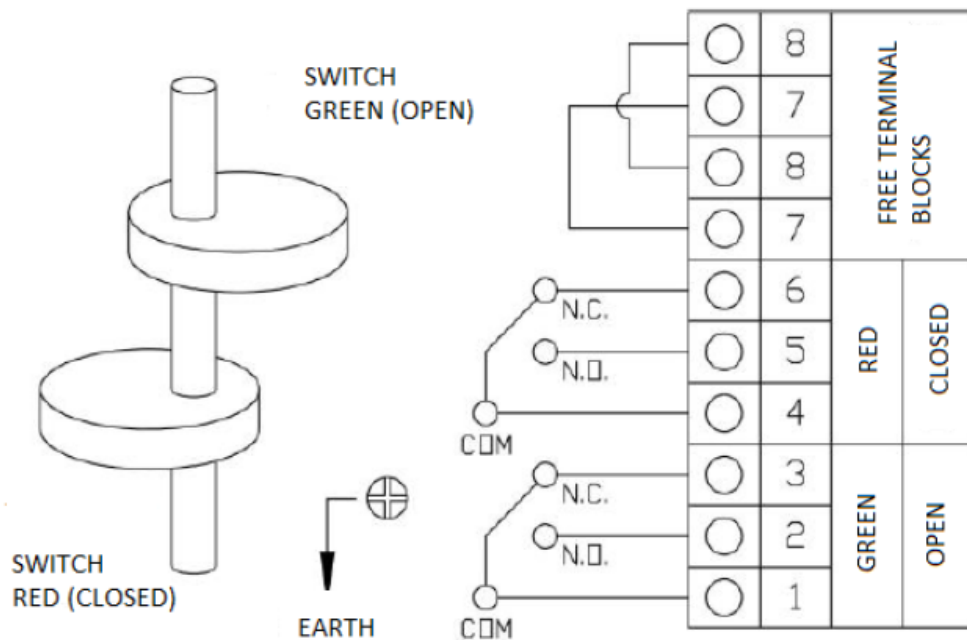 SWITCH
GREEN (OPEN)
SWITCH
RED (CLOSED)
EARTH
N.C.
N.O.
COM
N.C.
N.O.
COM
8
7
8
7
6
5
4
3
2
1
FREE TERMINAL
BLOCKS
RED
CLOSED
GREEN
OPEN